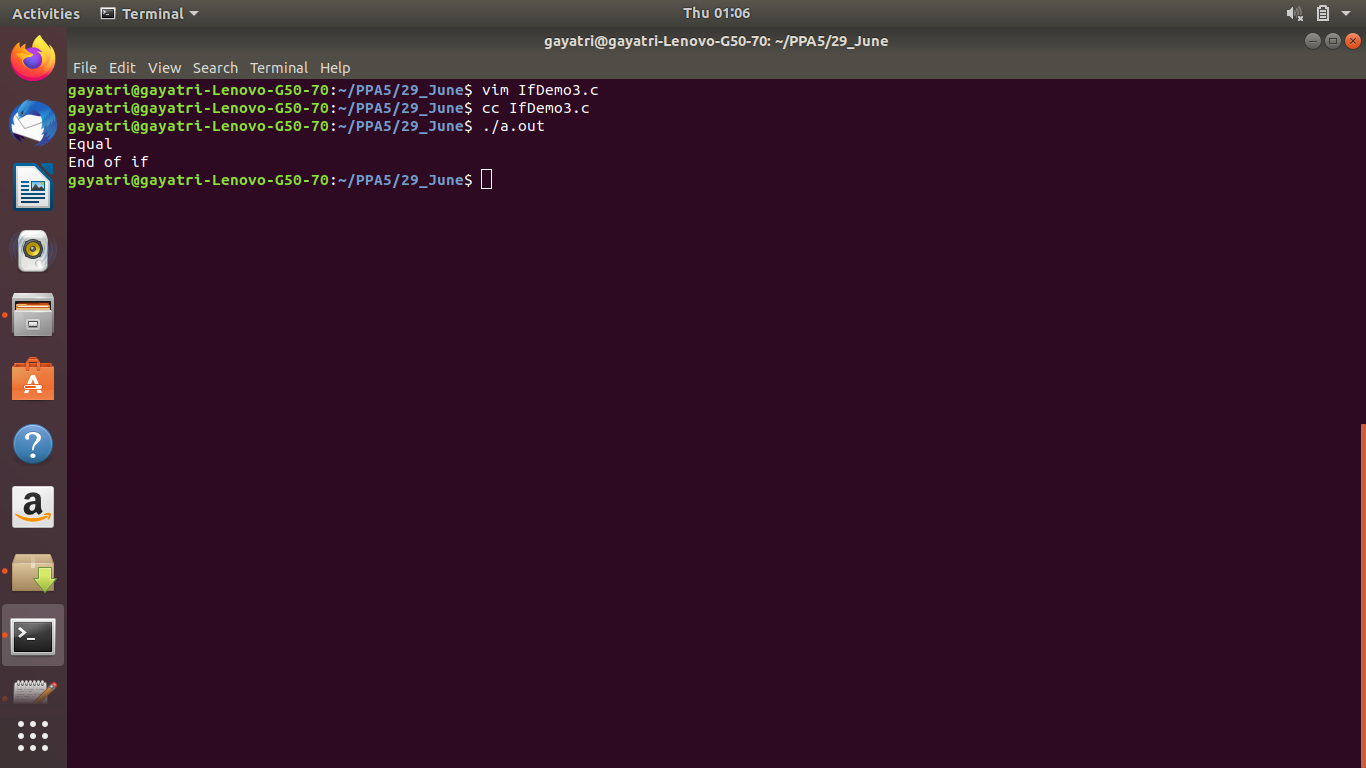 Activities Terminal Thu 01:06
gayatri@gayatri-Lenovo-G50-70: ~/PPA5/29_June
File Edit View Search Terminal Help
gayatri@gayatri-Lenovo-G50-70:~/PPA5/29_June$ vim IfDemo3.c
gayatri@gayatri-Lenovo-G50-70:~/PPA5/29_June$ cc IfDemo3.c
gayatri@gayatri-Lenovo-G50-70:~/PPA5/29_June$ ./a.out
Equal
End of if
gayatri@gayatri-Lenovo-G50-70:~/PPA5/29_June$